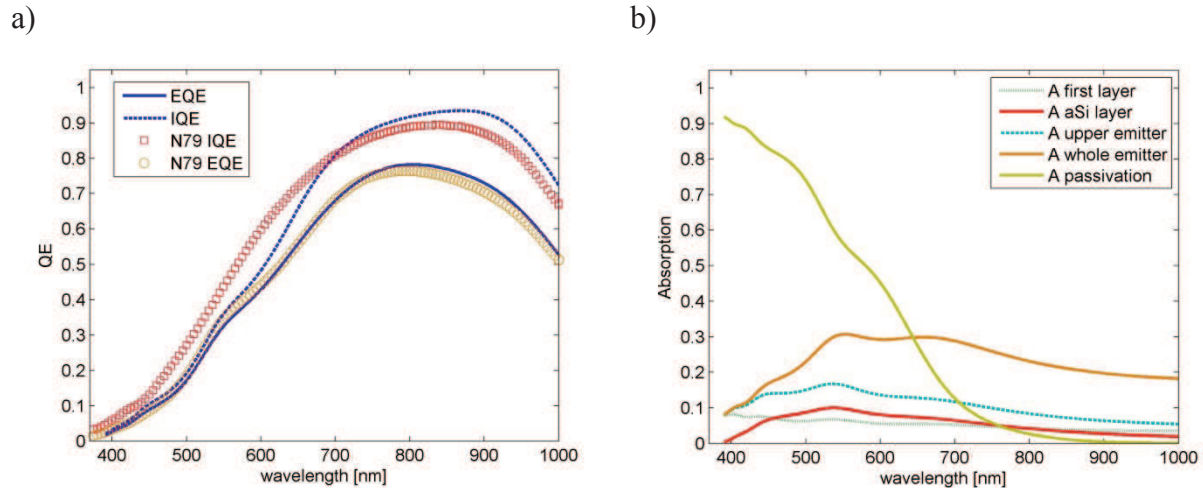 a)
b)
1
0.9
0.8
0.7
0.6
0.5
0.4
0.3
0.2
0.1
0
QE
400 500 600 700 800 900 1000
wavelength [nm]
EQE
IQE
N79 IQE
N79 EQE
1
0.9
0.8
0.7
0.6
0.5
0.4
0.3
0.2
0.1
0
Absorption
400 500 600 700 800 900 1000
wavelength [nm]
A first layer
A aSi layer
A upper emitter
A whole emitter
A passivation